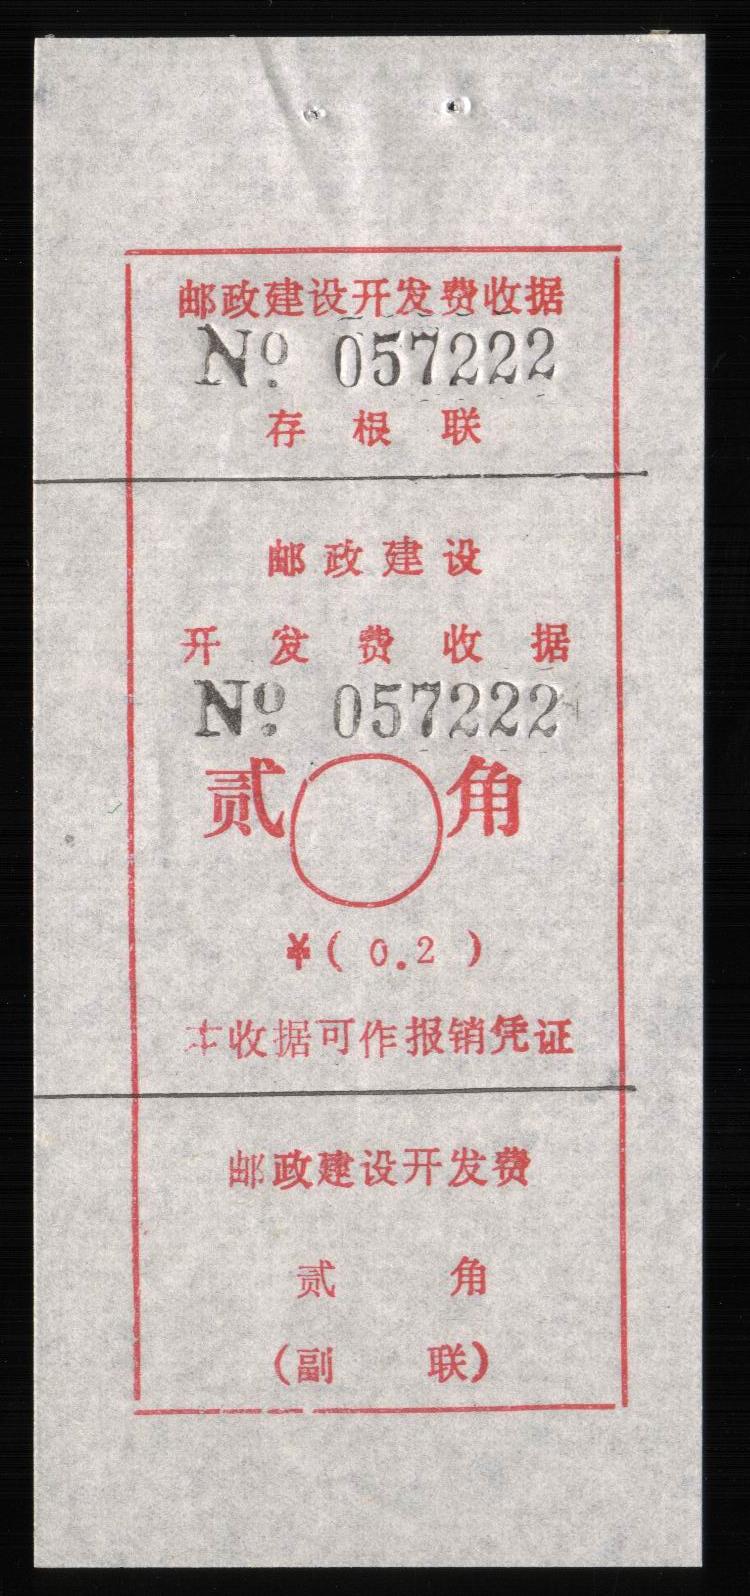 邮政建设开发费收据
Nº 057222
存根联
邮政建设
开发费收据
Nº 057222
贰角
¥(0.2)
本收据可作报销凭证
邮政建设开发费
贰角
(副联)